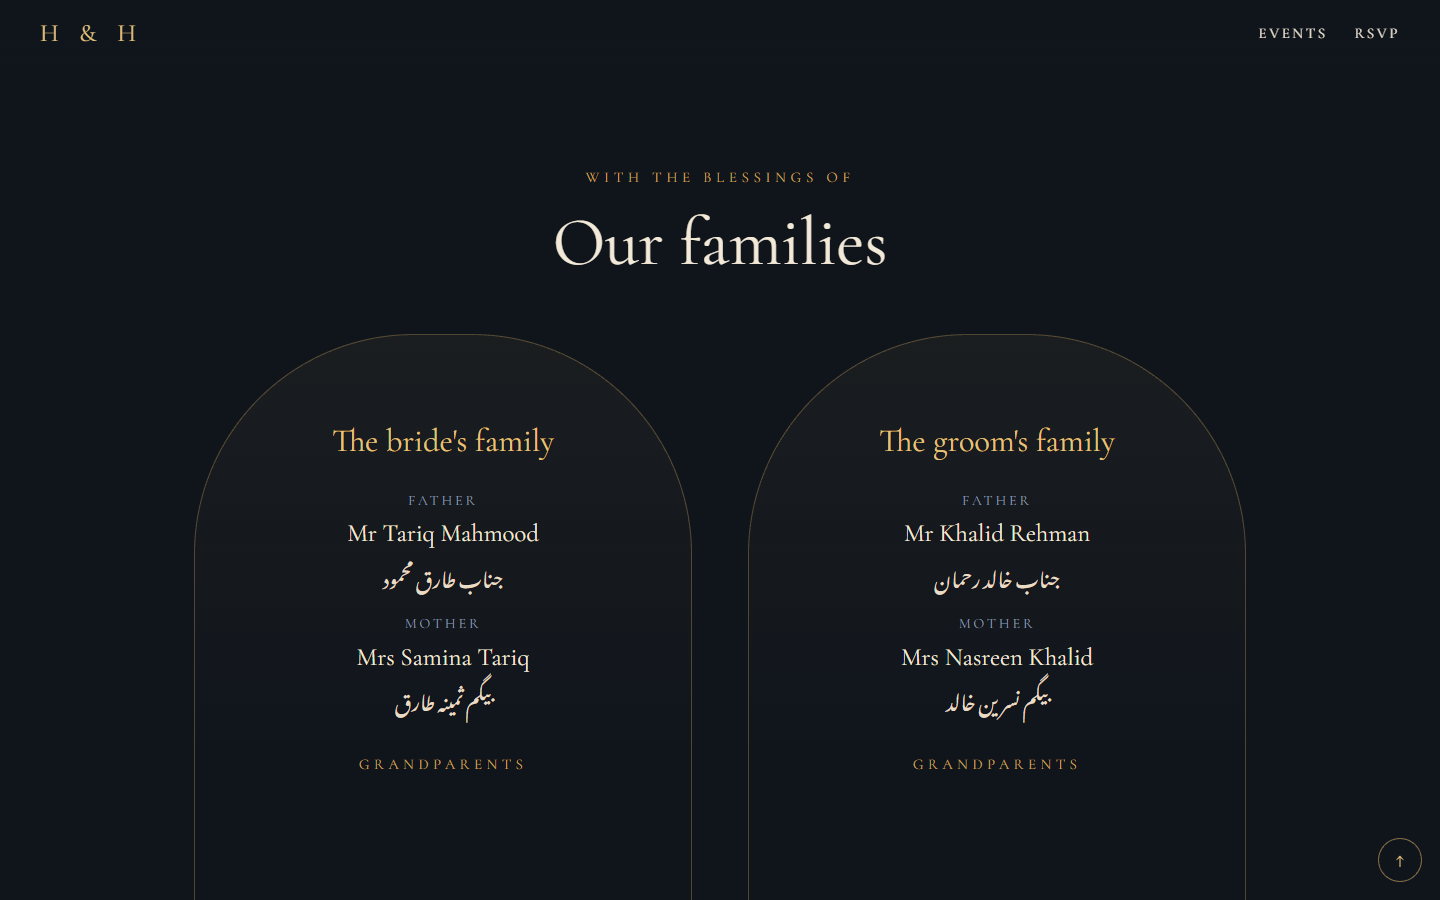 H & H
EVENTS RSVP
WITH THE BLESSINGS OF
Our families
The bride's family
FATHER
Mr Tariq Mahmood
جناب طارق محمود
MOTHER
Mrs Samina Tariq
بیگم ثمینہ طارق
GRANDPARENTS
The groom's family
FATHER
Mr Khalid Rehman
جناب خالد رحمان
MOTHER
Mrs Nasreen Khalid
بیگم نسرین خالد
GRANDPARENTS